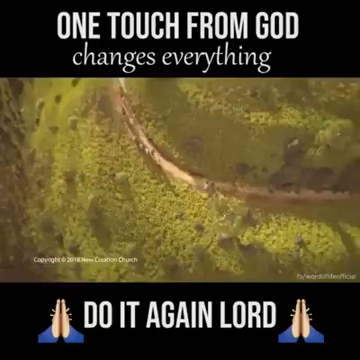 ONE TOUCH FROM GOD
changes everything
Copyright © 2018 New Creation Church
fb/wordoflifeofficial
🙏🏼 DO IT AGAIN LORD 🙏🏼